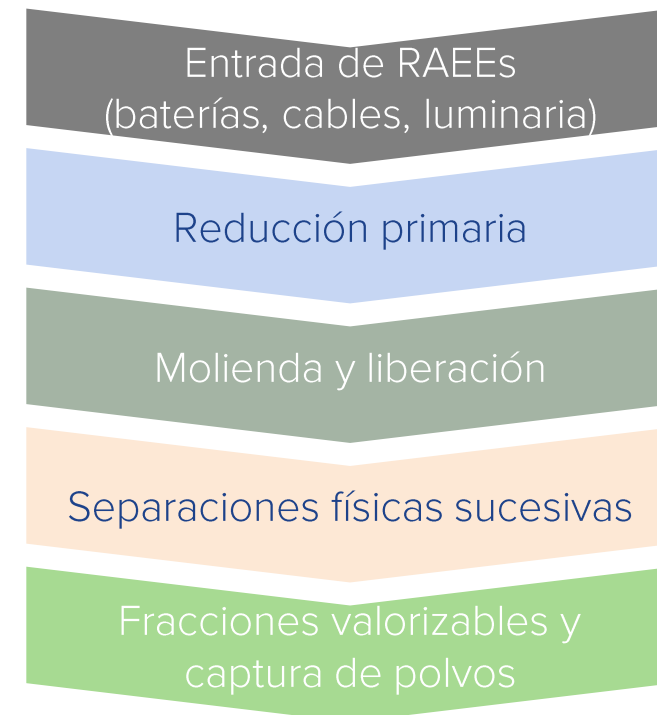 Entrada de RAEEs
(baterías, cables, luminaria)
Reducción primaria
Molienda y liberación
Separaciones físicas sucesivas
Fracciones valorizables y
captura de polvos